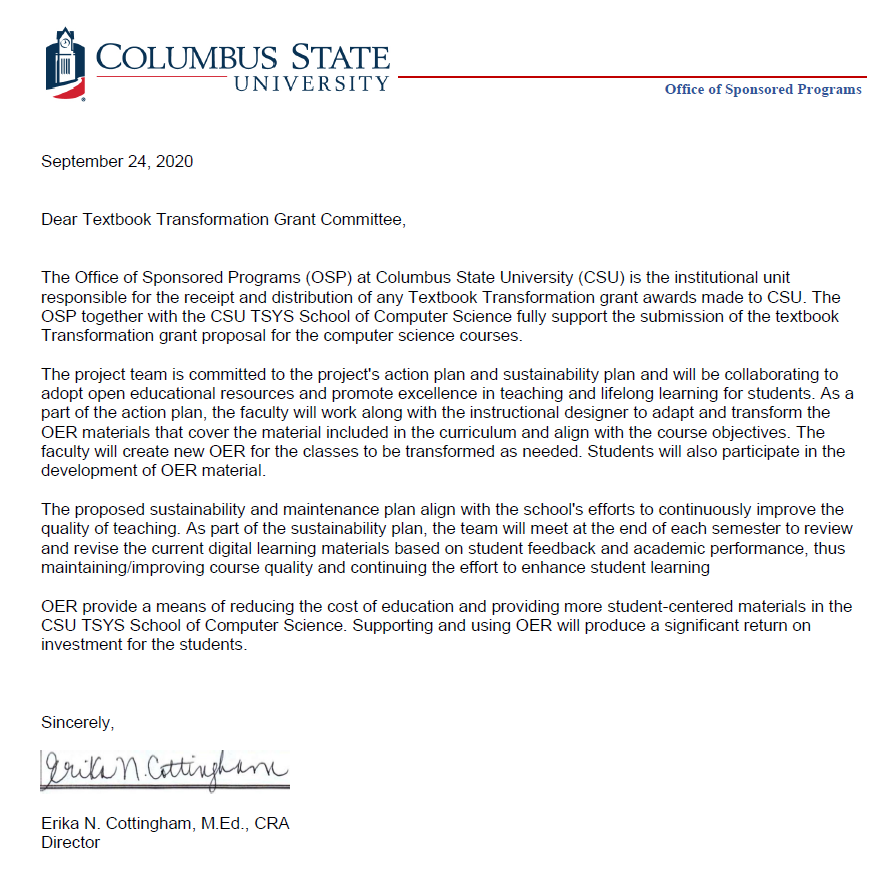 COLUMBUS STATE
UNIVERSITY
Office of Sponsored Programs
September 24, 2020
Dear Textbook Transformation Grant Committee,
The Office of Sponsored Programs (OSP) at Columbus State University (CSU) is the institutional unit
responsible for the receipt and distribution of any Textbook Transformation grant awards made to CSU. The
OSP together with the CSU TSYS School of Computer Science fully support the submission of the textbook
Transformation grant proposal for the computer science courses.
The project team is committed to the project's action plan and sustainability plan and will be collaborating to
adopt open educational resources and promote excellence in teaching and lifelong learning for students. As a
part of the action plan, the faculty will work along with the instructional designer to adapt and transform the
OER materials that cover the material included in the curriculum and align with the course objectives. The
faculty will create new OER for the classes to be transformed as needed. Students will also participate in the
development of OER material.
The proposed sustainability and maintenance plan align with the school's efforts to continuously improve the
quality of teaching. As part of the sustainability plan, the team will meet at the end of each semester to review
and revise the current digital learning materials based on student feedback and academic performance, thus
maintaining/improving course quality and continuing the effort to enhance student learning
OER provide a means of reducing the cost of education and providing more student-centered materials in the
CSU TSYS School of Computer Science. Supporting and using OER will produce a significant return on
investment for the students.
Sincerely,
Erika N. Cottingham
Erika N. Cottingham, M.Ed., CRA
Director